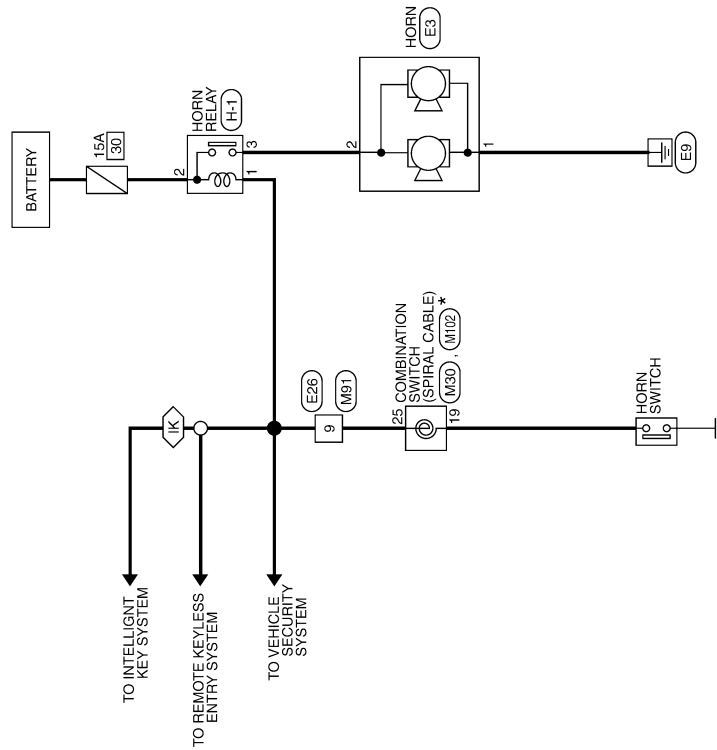 BATTERY
15A
30
2
HORN
RELAY
H-1
3
1
2
HORN
E3
1
E9
IK
E26
M91
9
25
COMBINATION
SWITCH
(SPIRAL CABLE)
M30 , M102 *
19
HORN
SWITCH
TO INTELLIGNT
KEY SYSTEM
TO REMOTE KEYLESS
ENTRY SYSTEM
TO VEHICLE
SECURITY
SYSTEM